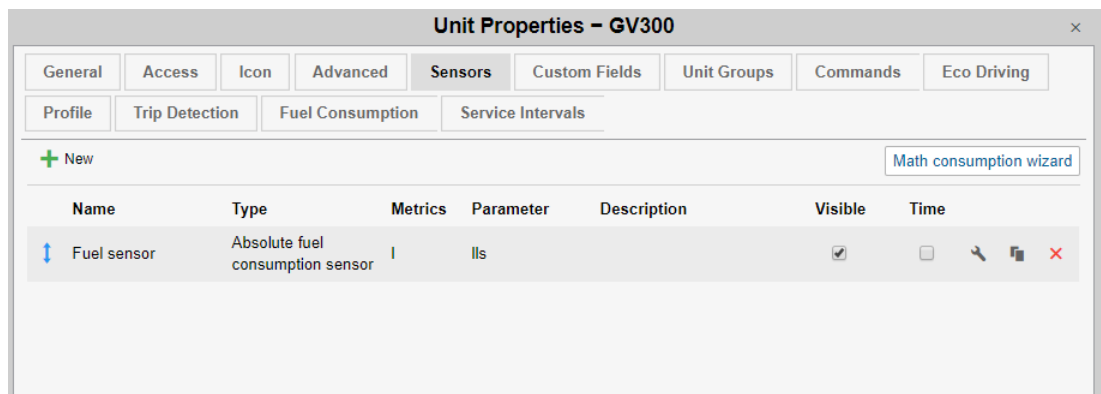 Unit Properties – GV300 ×
General Access Icon Advanced Sensors Custom Fields Unit Groups Commands Eco Driving
Profile Trip Detection Fuel Consumption Service Intervals
New Math consumption wizard
Name Type Metrics Parameter Description Visible Time
Fuel sensor Absolute fuel consumption sensor l lls